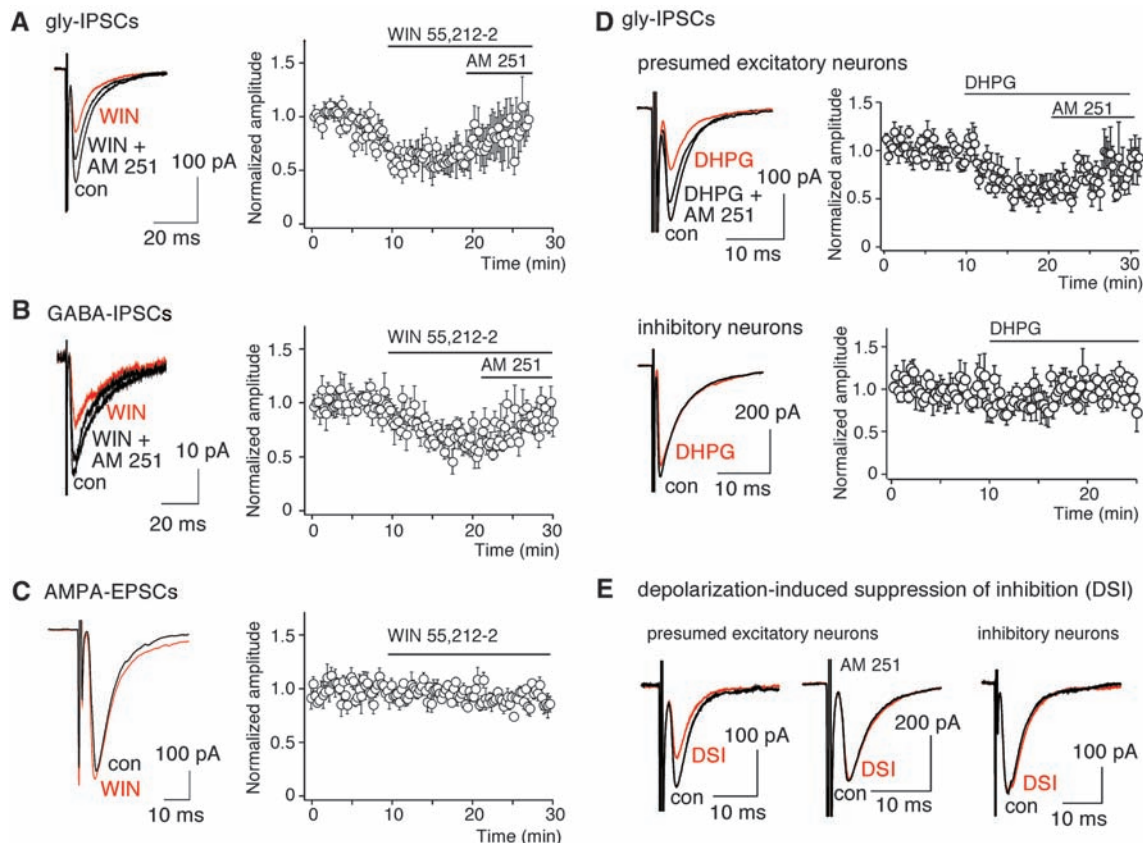 A gly-IPSCs
WIN
WIN +
AM 251
con
100 pA
20 ms
Normalized amplitude
1.5
1.0
0.5
0
WIN 55,212-2
AM 251
0 10 20 30
Time (min)
B GABA-IPSCs
WIN
WIN +
AM 251
con
10 pA
20 ms
Normalized amplitude
1.5
1.0
0.5
0
WIN 55,212-2
AM 251
0 10 20 30
Time (min)
C AMPA-EPSCs
con
WIN
100 pA
10 ms
Normalized amplitude
1.5
1.0
0.5
0
WIN 55,212-2
0 10 20 30
Time (min)
D gly-IPSCs
presumed excitatory neurons
DHPG
DHPG +
AM 251
con
100 pA
10 ms
Normalized amplitude
1.5
1.0
0.5
0
DHPG
AM 251
0 10 20 30
Time (min)
inhibitory neurons
DHPG
con
200 pA
10 ms
Normalized amplitude
1.5
1.0
0.5
0
DHPG
0 10 20
Time (min)
E depolarization-induced suppression of inhibition (DSI)
presumed excitatory neurons
inhibitory neurons
DSI
con
100 pA
10 ms
AM 251
DSI
con
200 pA
10 ms
DSI
con
100 pA
10 ms